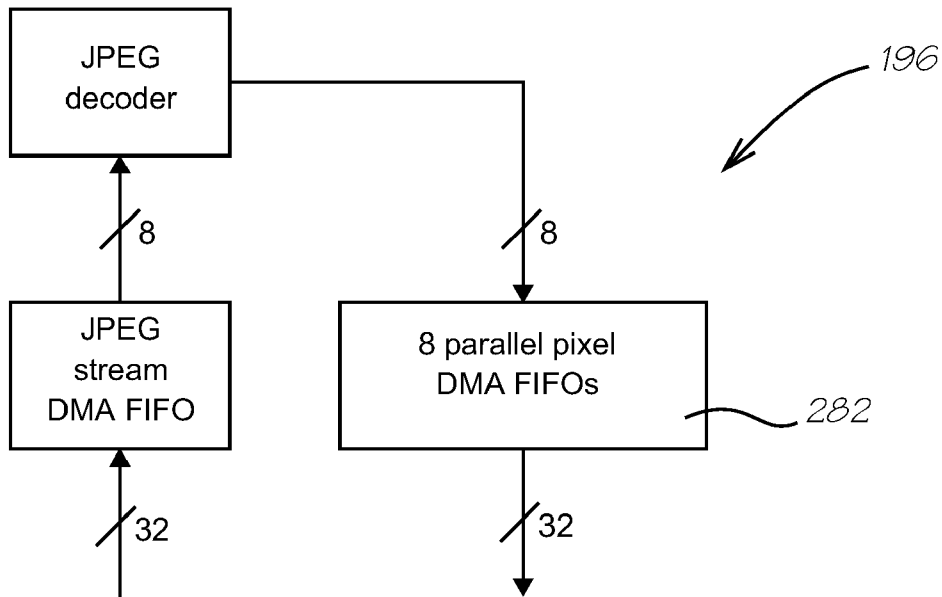 JPEG
decoder
196
8
8
JPEG
stream
DMA FIFO
8 parallel pixel
DMA FIFOs
282
32
32